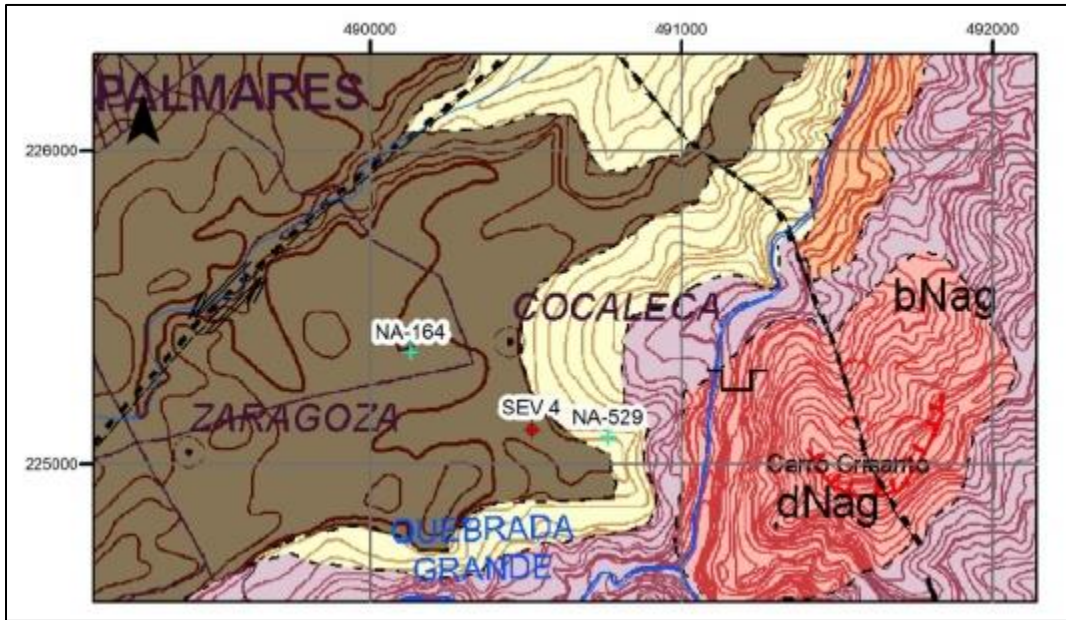 490000
491000
492000
PALMARES
226000
bNag
COCALECA
NA-164
ZARAGOZA
SEV 4
NA-529
225000
Cerro Crisanto
dNag
QUEBRADA
GRANDE